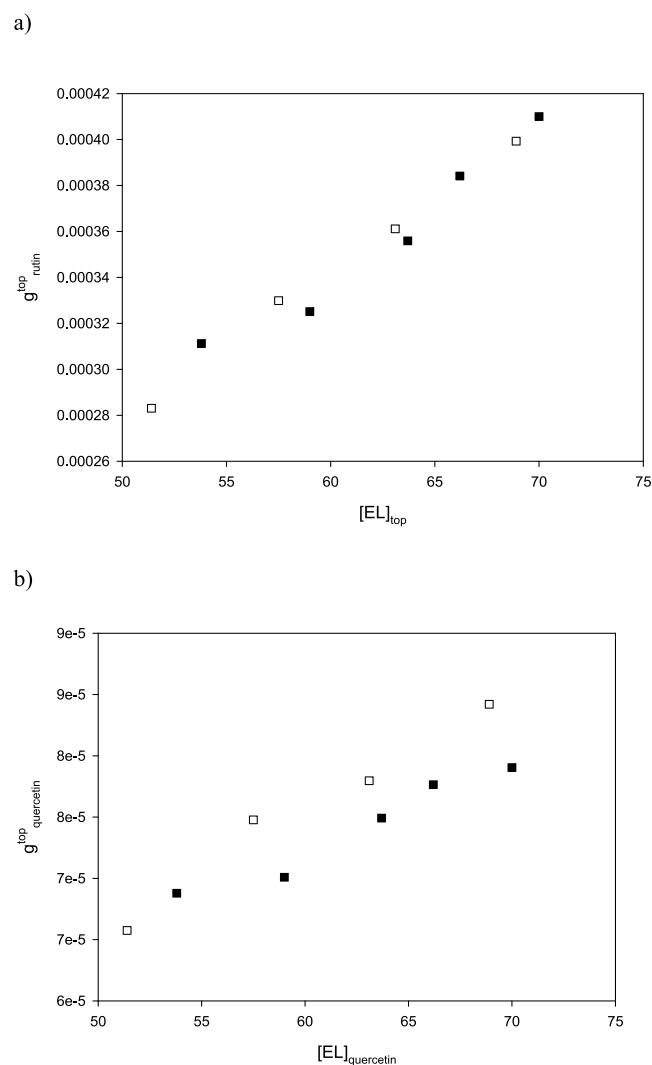 a)
0.00042
0.00040
0.00038
0.00036
0.00034
0.00032
0.00030
0.00028
0.00026
g^top_rutin
50 55 60 65 70 75
[EL]_top
b)
9e-5
9e-5
8e-5
8e-5
7e-5
7e-5
6e-5
g^top_quercetin
50 55 60 65 70 75
[EL]_quercetin